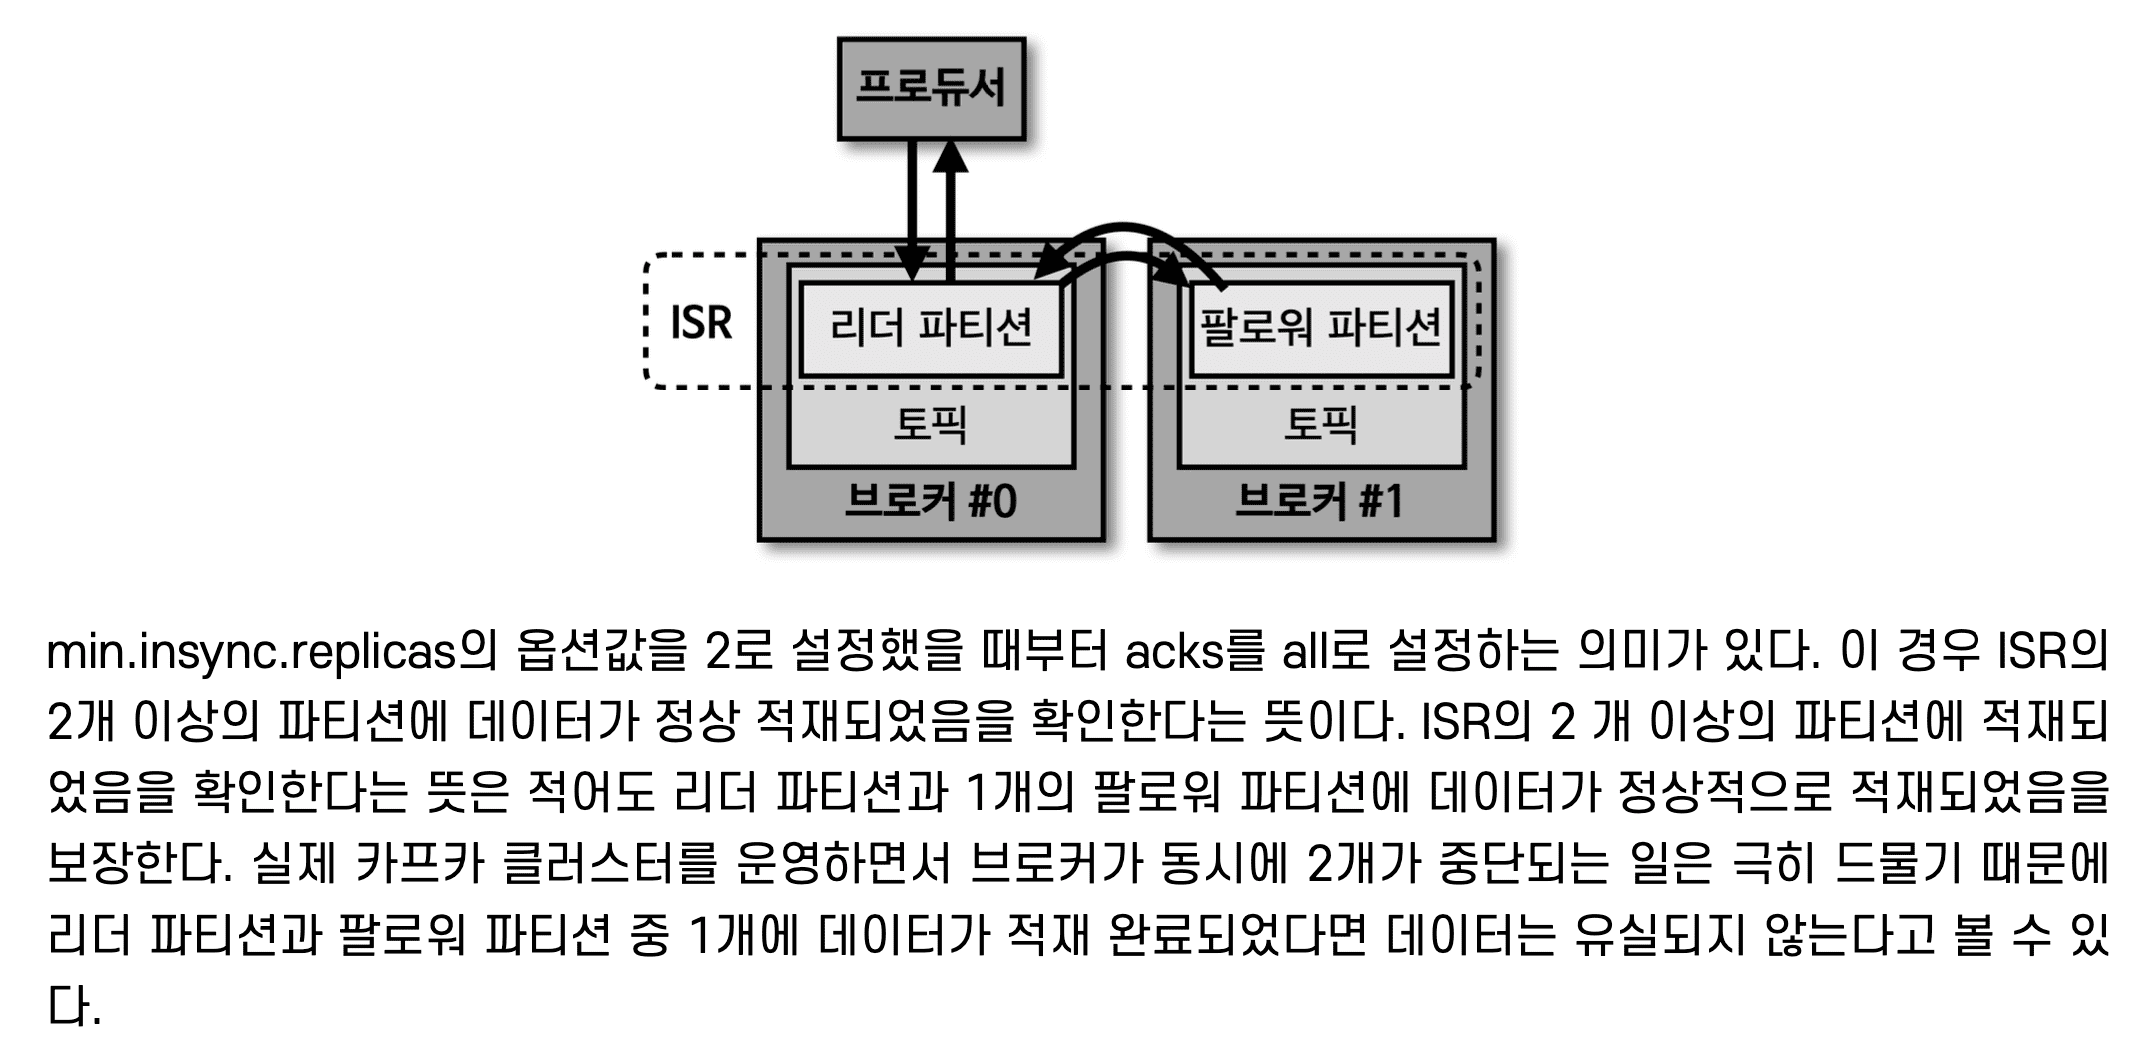 프로듀서
ISR
리더 파티션
팔로워 파티션
토픽
토픽
브로커 #0
브로커 #1
min.insync.replicas의 옵션값을 2로 설정했을 때부터 acks를 all로 설정하는 의미가 있다. 이 경우 ISR의
2개 이상의 파티션에 데이터가 정상 적재되었음을 확인한다는 뜻이다. ISR의 2 개 이상의 파티션에 적재되
었음을 확인한다는 뜻은 적어도 리더 파티션과 1개의 팔로워 파티션에 데이터가 정상적으로 적재되었음을
보장한다. 실제 카프카 클러스터를 운영하면서 브로커가 동시에 2개가 중단되는 일은 극히 드물기 때문에
리더 파티션과 팔로워 파티션 중 1개에 데이터가 적재 완료되었다면 데이터는 유실되지 않는다고 볼 수 있
다.